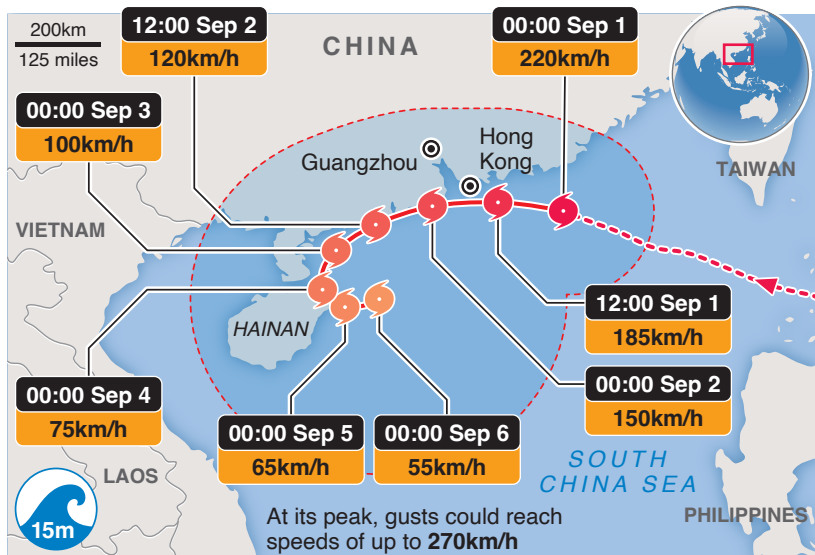 200km
125 miles
12:00 Sep 2
120km/h
CHINA
00:00 Sep 1
220km/h
00:00 Sep 3
100km/h
Guangzhou
Hong
Kong
TAIWAN
VIETNAM
HAINAN
12:00 Sep 1
185km/h
00:00 Sep 4
75km/h
00:00 Sep 2
150km/h
00:00 Sep 5
65km/h
00:00 Sep 6
55km/h
LAOS
SOUTH
CHINA SEA
PHILIPPINES
15m
At its peak, gusts could reach
speeds of up to 270km/h